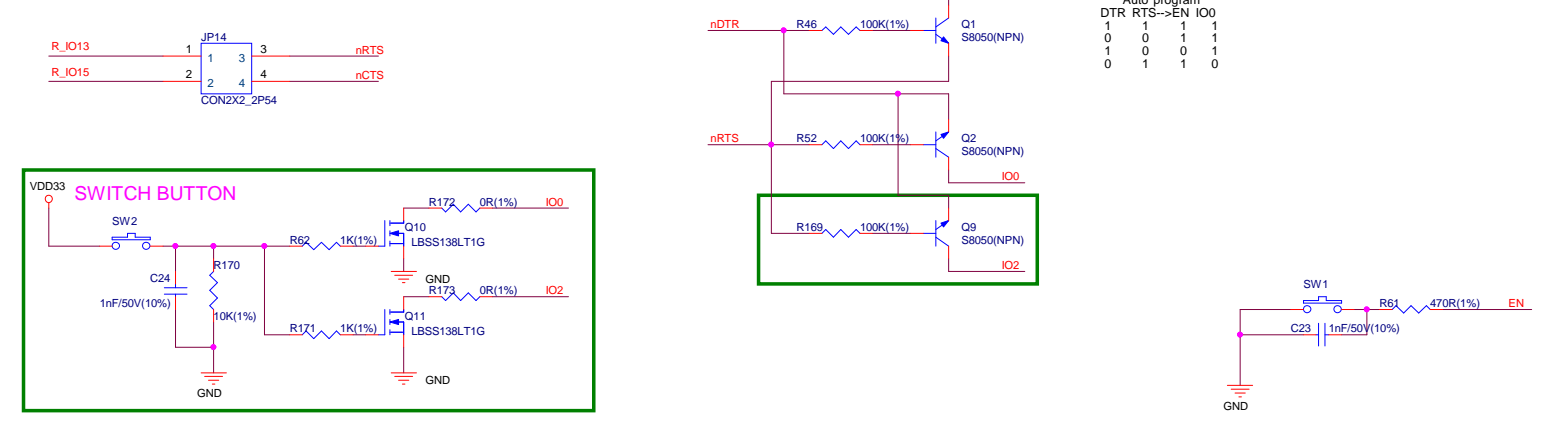 Auto program
DTR RTS-->EN IO0
1 1 1 1
0 0 1 1
1 0 0 1
0 1 1 0
nDTR
R46
100K(1%)
Q1
S8050(NPN)
R_IO13
R_IO15
JP14
1
2
1
2
3
4
3
4
nRTS
nCTS
CON2X2_2P54
nRTS
R52
100K(1%)
Q2
S8050(NPN)
IO0
R169
100K(1%)
Q9
S8050(NPN)
IO2
VDD33
SWITCH BUTTON
SW2
C24
1nF/50V(10%)
R170
10K(1%)
GND
R62
1K(1%)
R172
0R(1%)
IO0
Q10
LBSS138LT1G
GND
R171
1K(1%)
R173
0R(1%)
IO2
Q11
LBSS138LT1G
GND
SW1
C23
1nF/50V(10%)
R61
470R(1%)
EN
GND